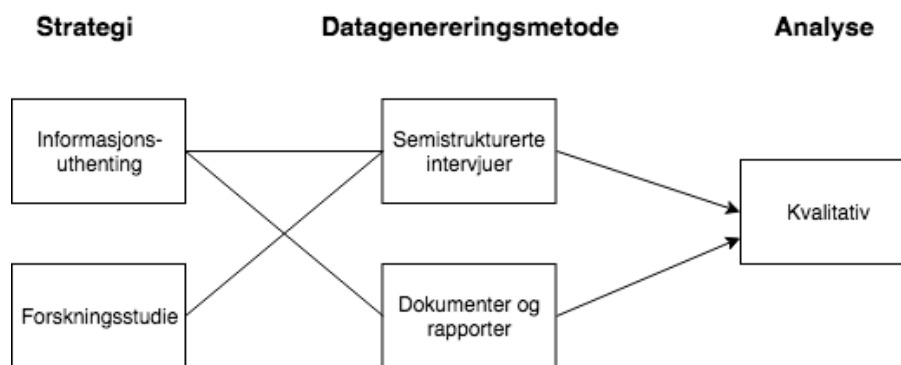 Strategi
Datagenereringsmetode
Analyse
Informasjons-
uthenting
Semistrukturerte
intervjuer
Kvalitativ
Forskningsstudie
Dokumenter og
rapporter